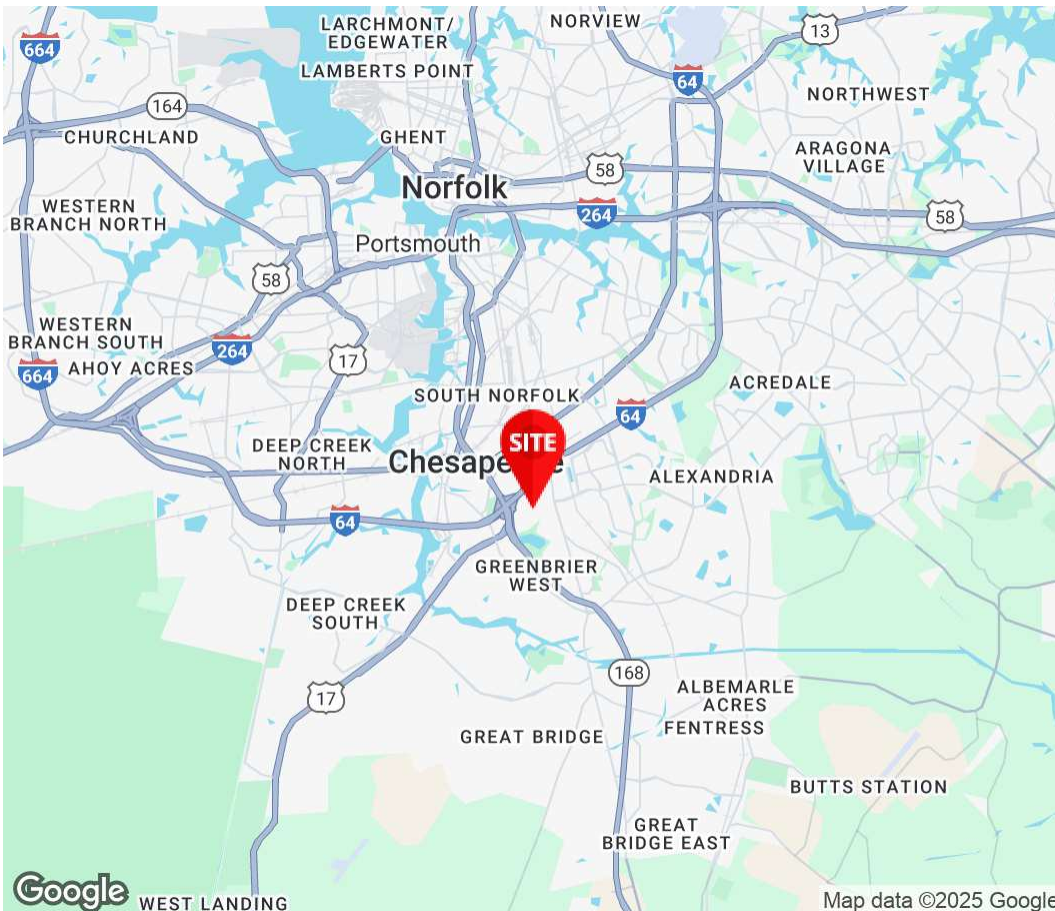 LARCHMONT/
EDGEWATER
NORVIEW
13
664
LAMBERTS POINT
64
NORTHWEST
164
CHURCHLAND
GHENT
ARAGONA
VILLAGE
58
Norfolk
WESTERN
BRANCH NORTH
264
58
Portsmouth
58
WESTERN
BRANCH SOUTH
264
17
664
AHOY ACRES
ACREDALE
SOUTH NORFOLK
64
SITE
DEEP CREEK
NORTH
Chesape e
ALEXANDRIA
64
GREENBRIER
WEST
DEEP CREEK
SOUTH
168
17
ALBEMARLE
ACRES
FENTRESS
GREAT BRIDGE
BUTTS STATION
GREAT
BRIDGE EAST
Google
WEST LANDING
Map data ©2025 Google